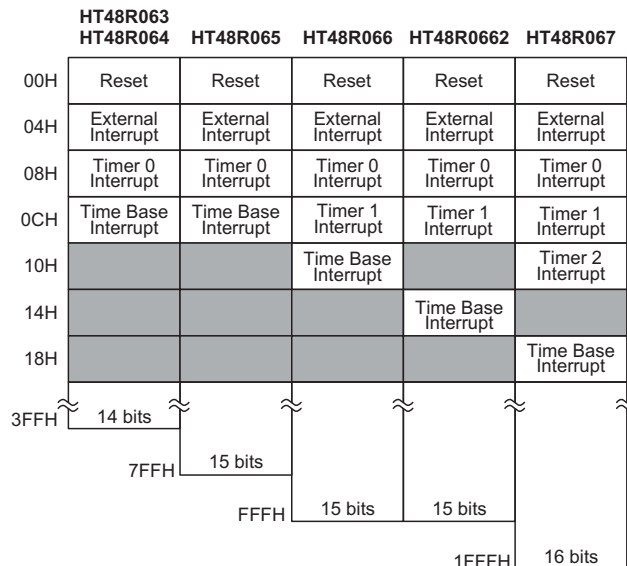 HT48R063
HT48R064 HT48R065 HT48R066 HT48R0662 HT48R067
00H Reset Reset Reset Reset Reset
04H External Interrupt External Interrupt External Interrupt External Interrupt External Interrupt
08H Timer 0 Interrupt Timer 0 Interrupt Timer 0 Interrupt Timer 0 Interrupt Timer 0 Interrupt
0CH Time Base Interrupt Time Base Interrupt Timer 1 Interrupt Timer 1 Interrupt Timer 1 Interrupt
10H Time Base Interrupt Timer 2 Interrupt
14H Time Base Interrupt
18H Time Base Interrupt
3FFH 14 bits
7FFH 15 bits
FFFH 15 bits 15 bits
1FFFH 16 bits